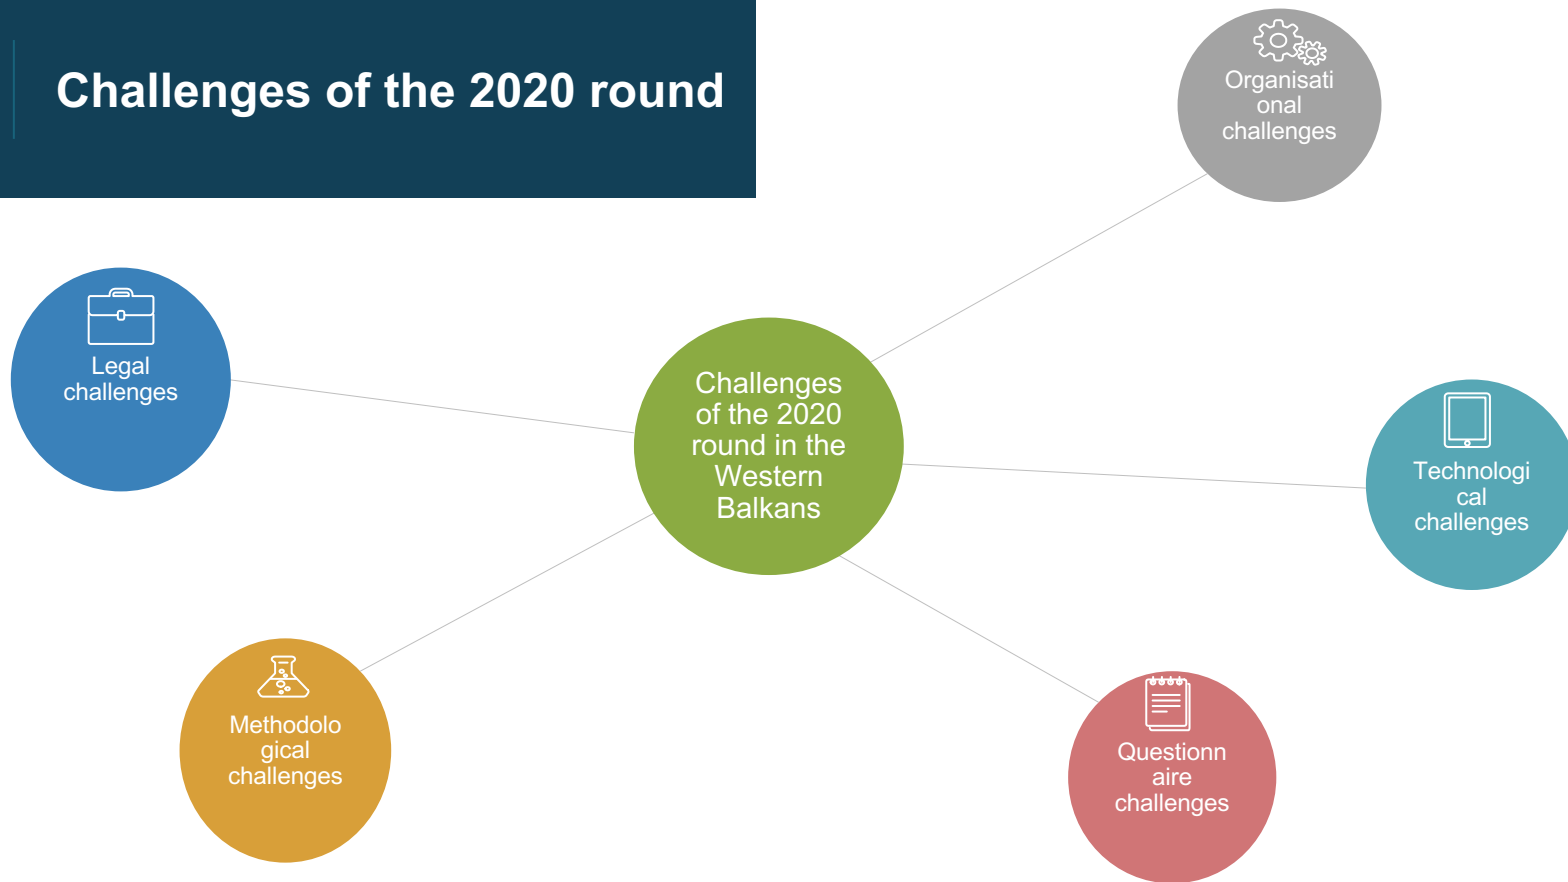 Challenges of the 2020 round
Organisati
onal
challenges
Legal
challenges
Challenges
of the 2020
round in the
Western
Balkans
Technologi
cal
challenges
Methodolo
gical
challenges
Questionn
aire
challenges